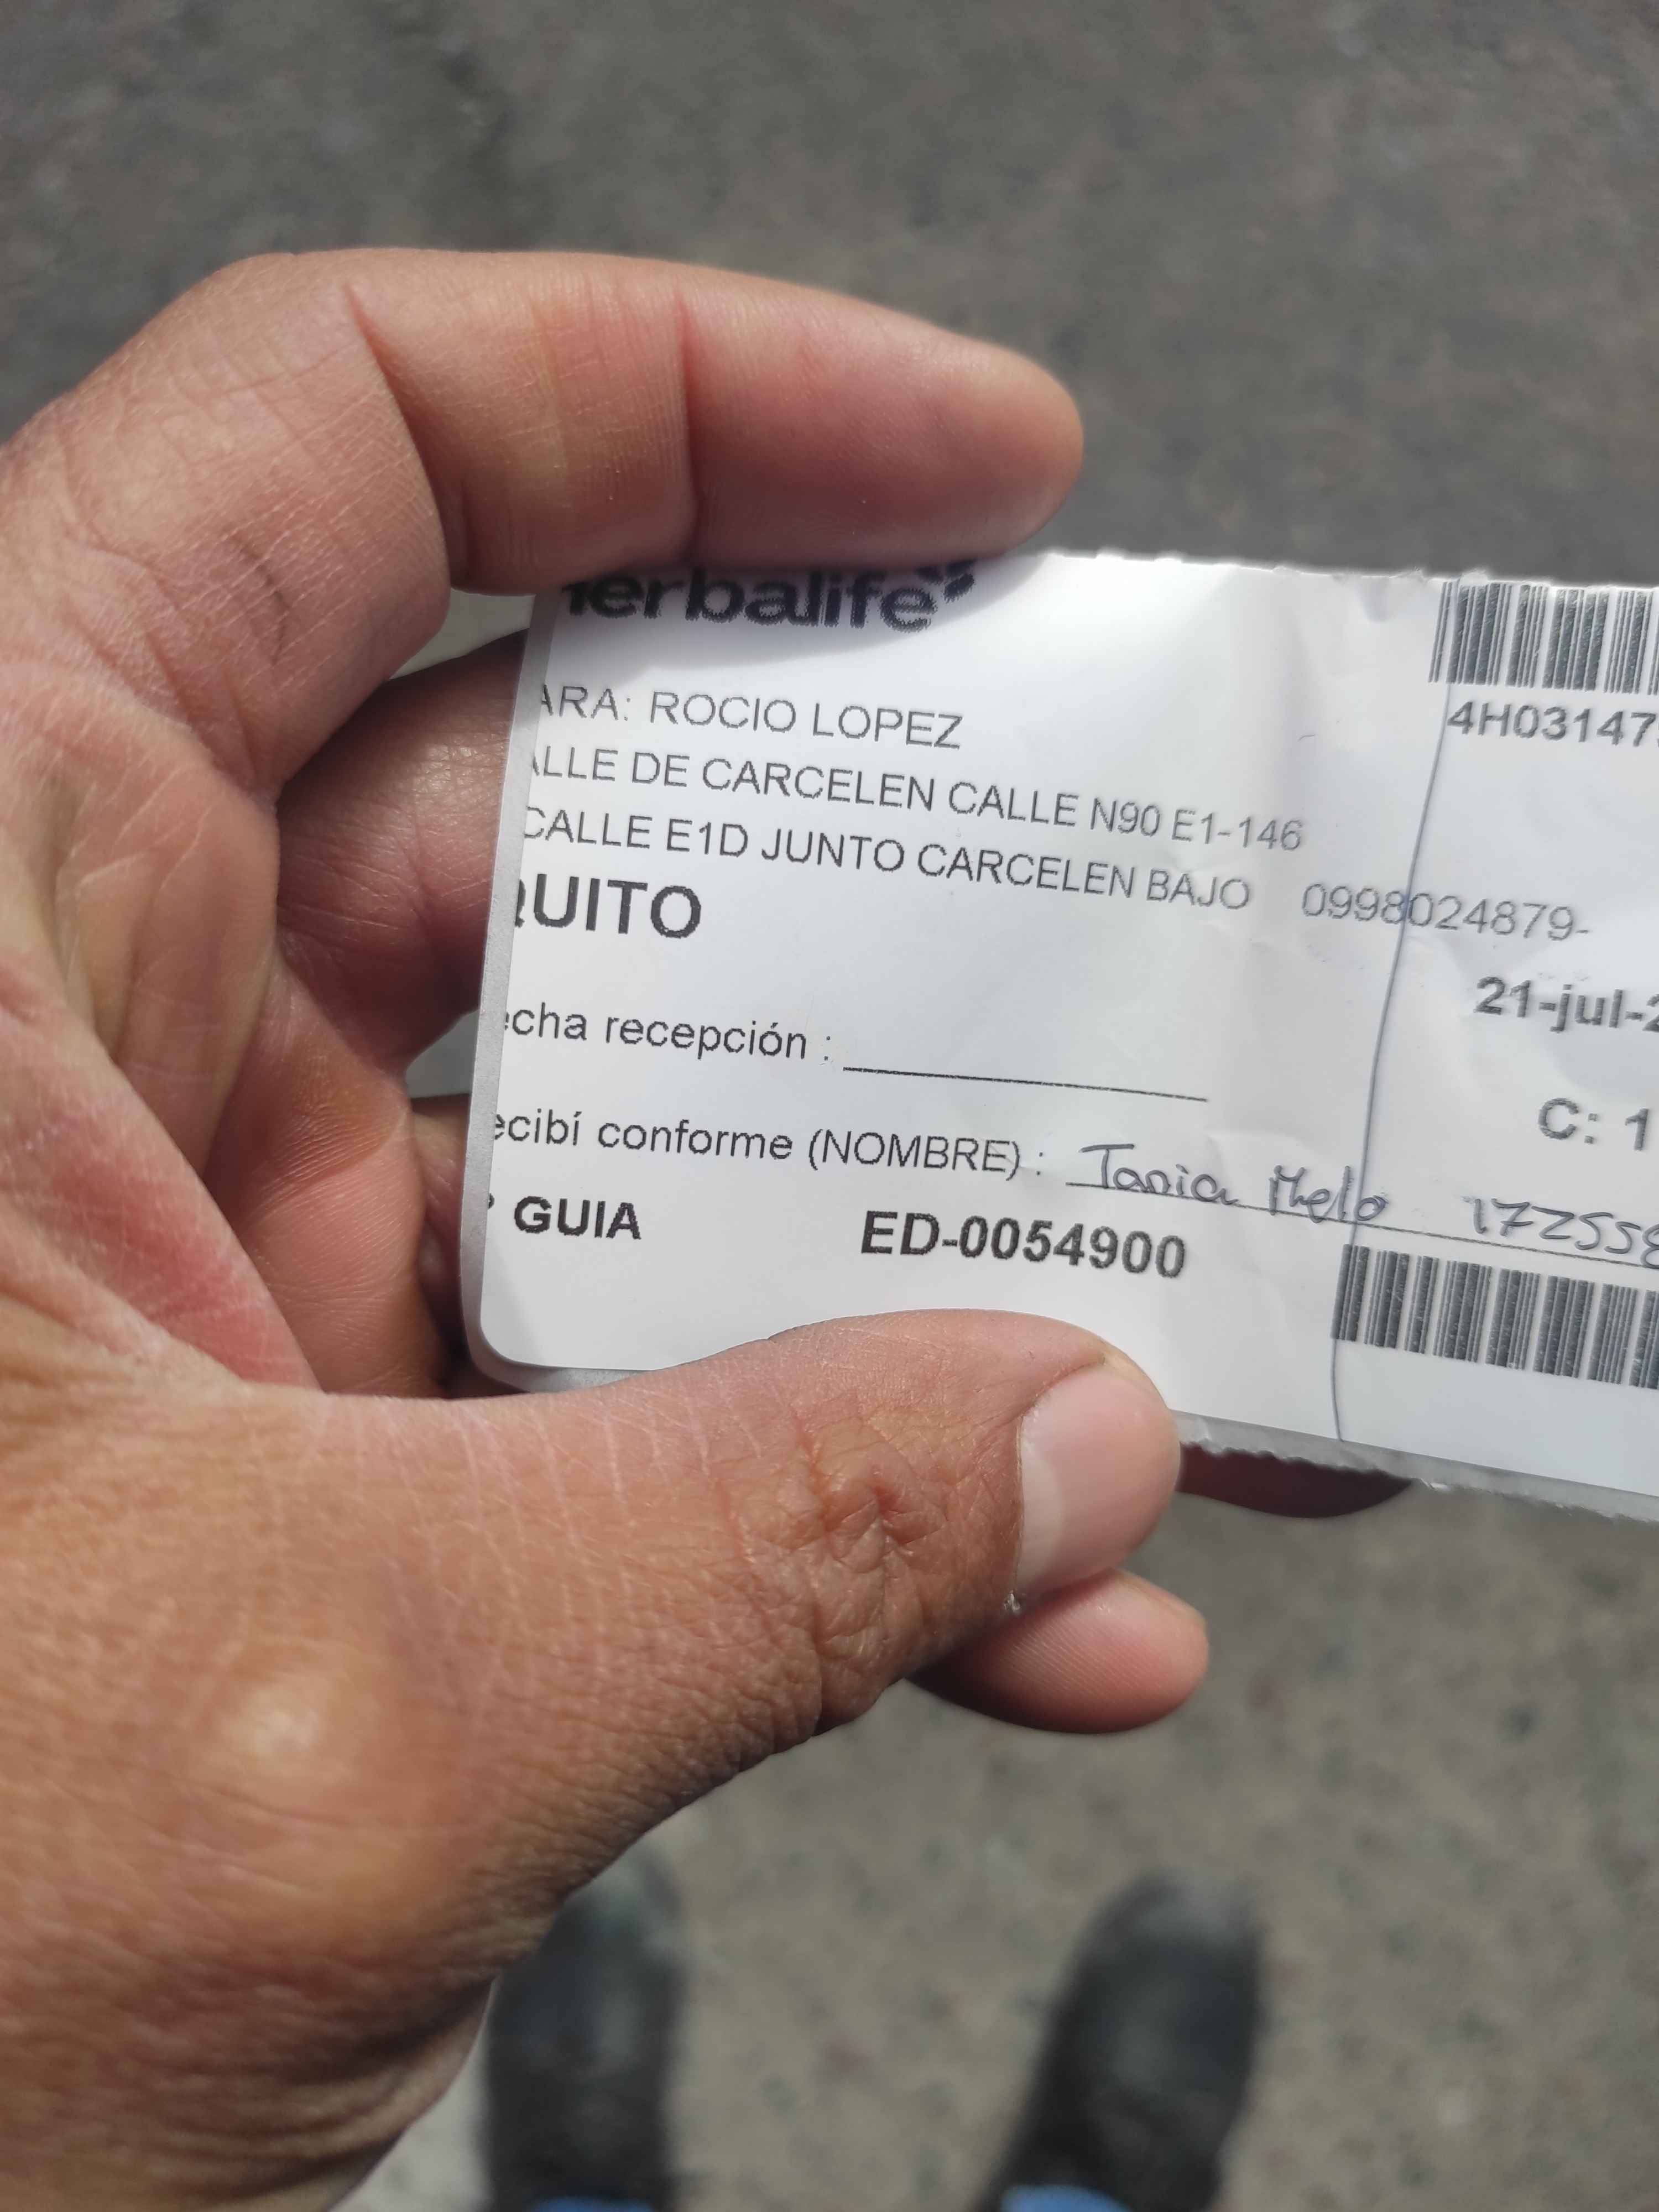 herbalife
ARA: ROCIO LOPEZ
ALLE DE CARCELEN CALLE N90 E1-146
CALLE E1D JUNTO CARCELEN BAJO 0998024879-
QUITO
echa recepción :
ecibí conforme (NOMBRE) : Tania Melo 172558
GUIA ED-0054900
4H03147
21-jul-2
C: 1